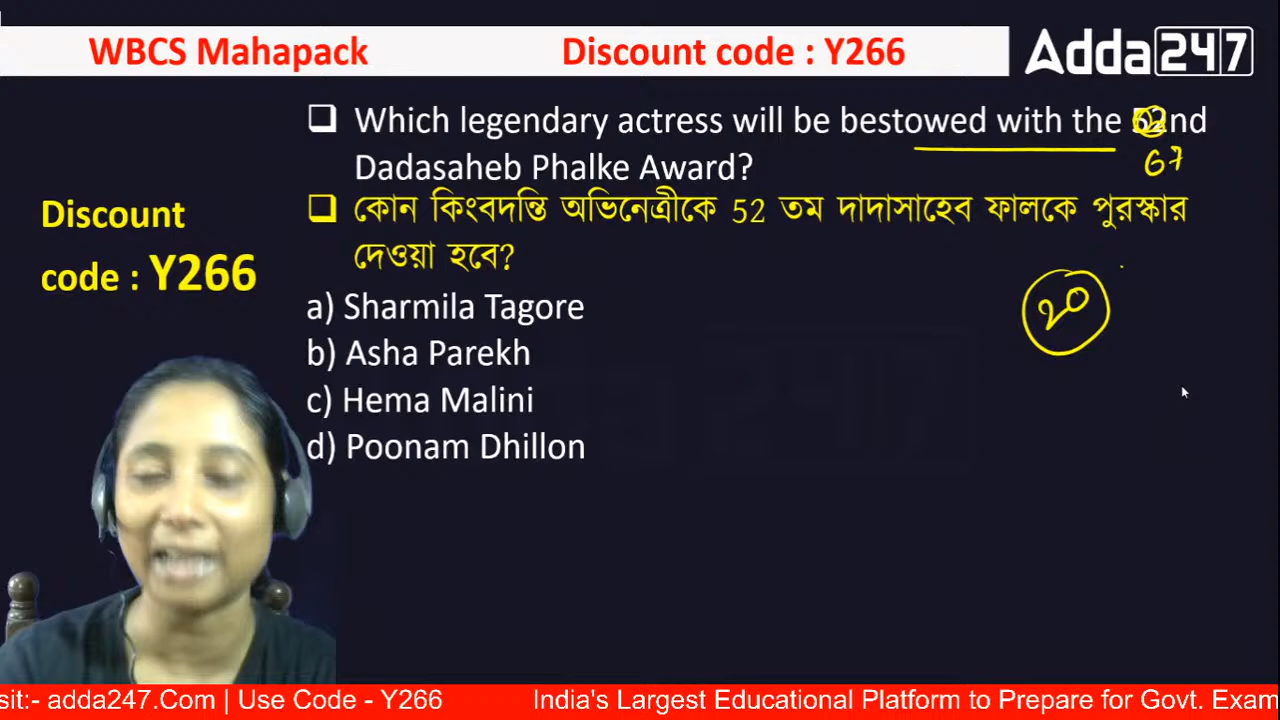 WBCS Mahapack Discount code : Y266 Adda247
❑ Which legendary actress will be bestowed with the 52nd
67
Dadasaheb Phalke Award?
❑ কোন কিংবদন্তি অভিনেত্রীকে 52 তম দাদাসাহেব ফালকে পুরস্কার
দেওয়া হবে?
Discount
code : Y266
a) Sharmila Tagore
b) Asha Parekh
c) Hema Malini
d) Poonam Dhillon
sit:- adda247.Com | Use Code - Y266 India's Largest Educational Platform to Prepare for Govt. Exam